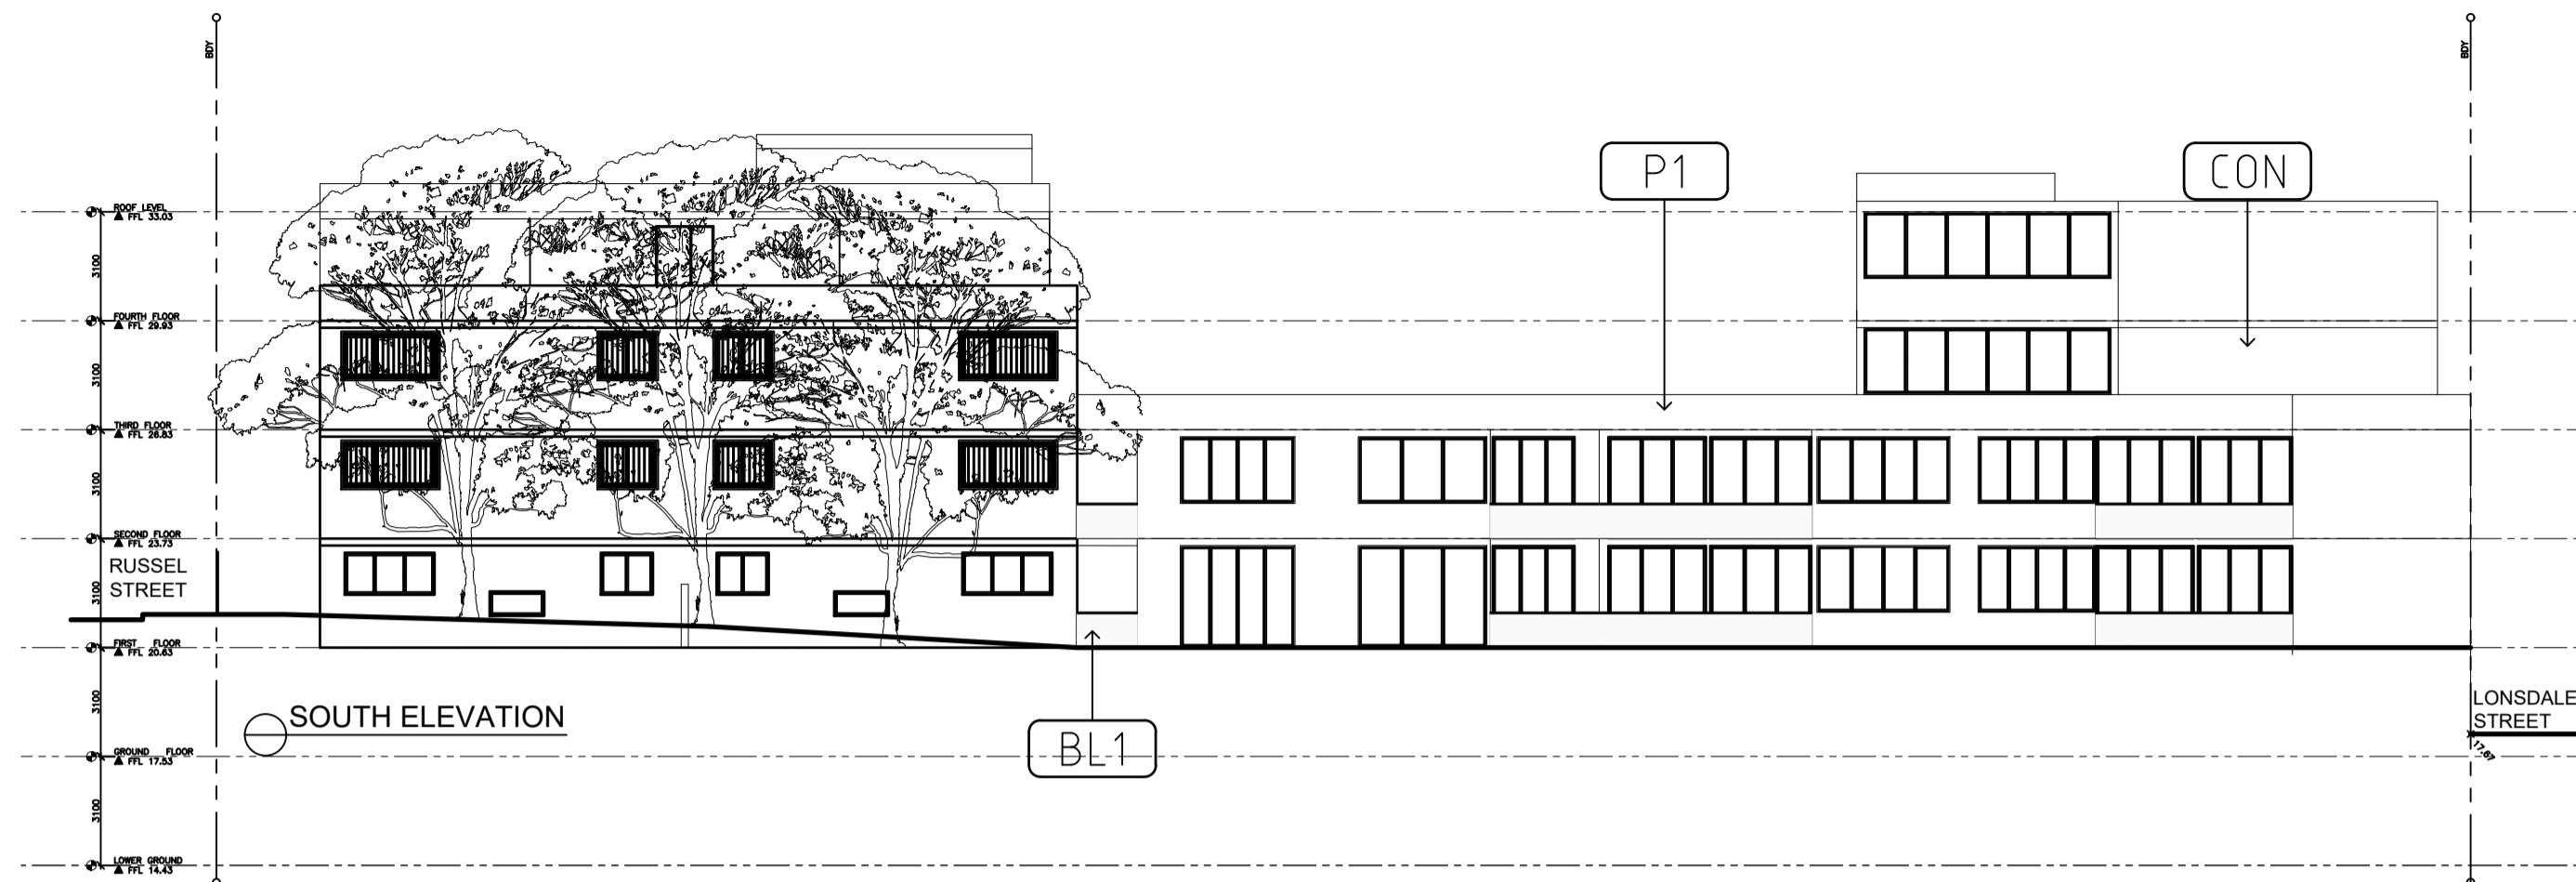 BDY
BDY
P1
CON
ROOF LEVEL
FFL 33.03
3100
FOURTH FLOOR
FFL 29.93
3100
THIRD FLOOR
FFL 26.83
3100
SECOND FLOOR
FFL 23.73
RUSSEL
STREET
3100
FIRST FLOOR
FFL 20.63
3100
SOUTH ELEVATION
BL1
LONSDALE
STREET
17.67
GROUND FLOOR
FFL 17.53
3100
LOWER GROUND
FFL 14.43